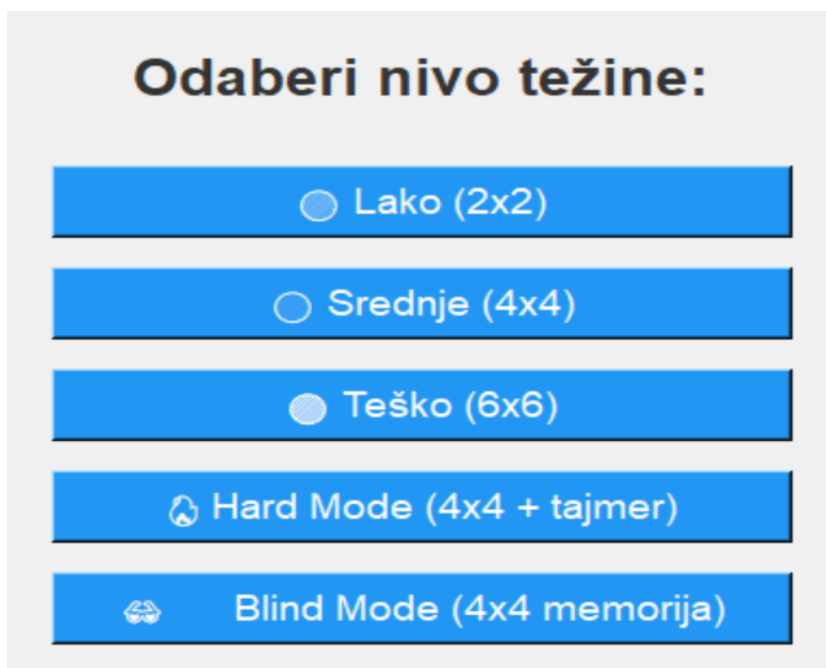 Odaberi nivo težine:
Lako (2x2)
Srednje (4x4)
Teško (6x6)
Hard Mode (4x4 + tajmer)
Blind Mode (4x4 memorija)